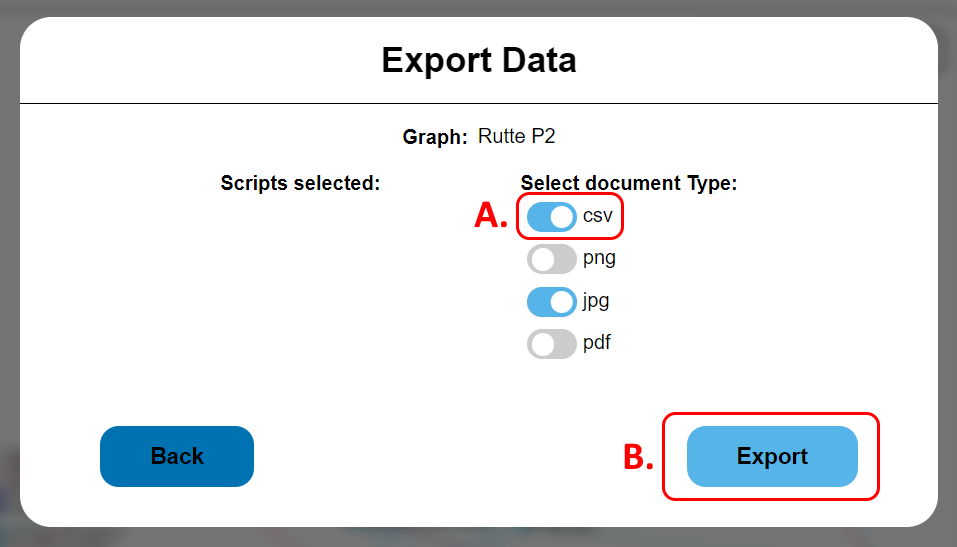 Export Data
Graph: Rutte P2
Scripts selected:
Select document Type:
A. csv
png
jpg
pdf
Back
B. Export